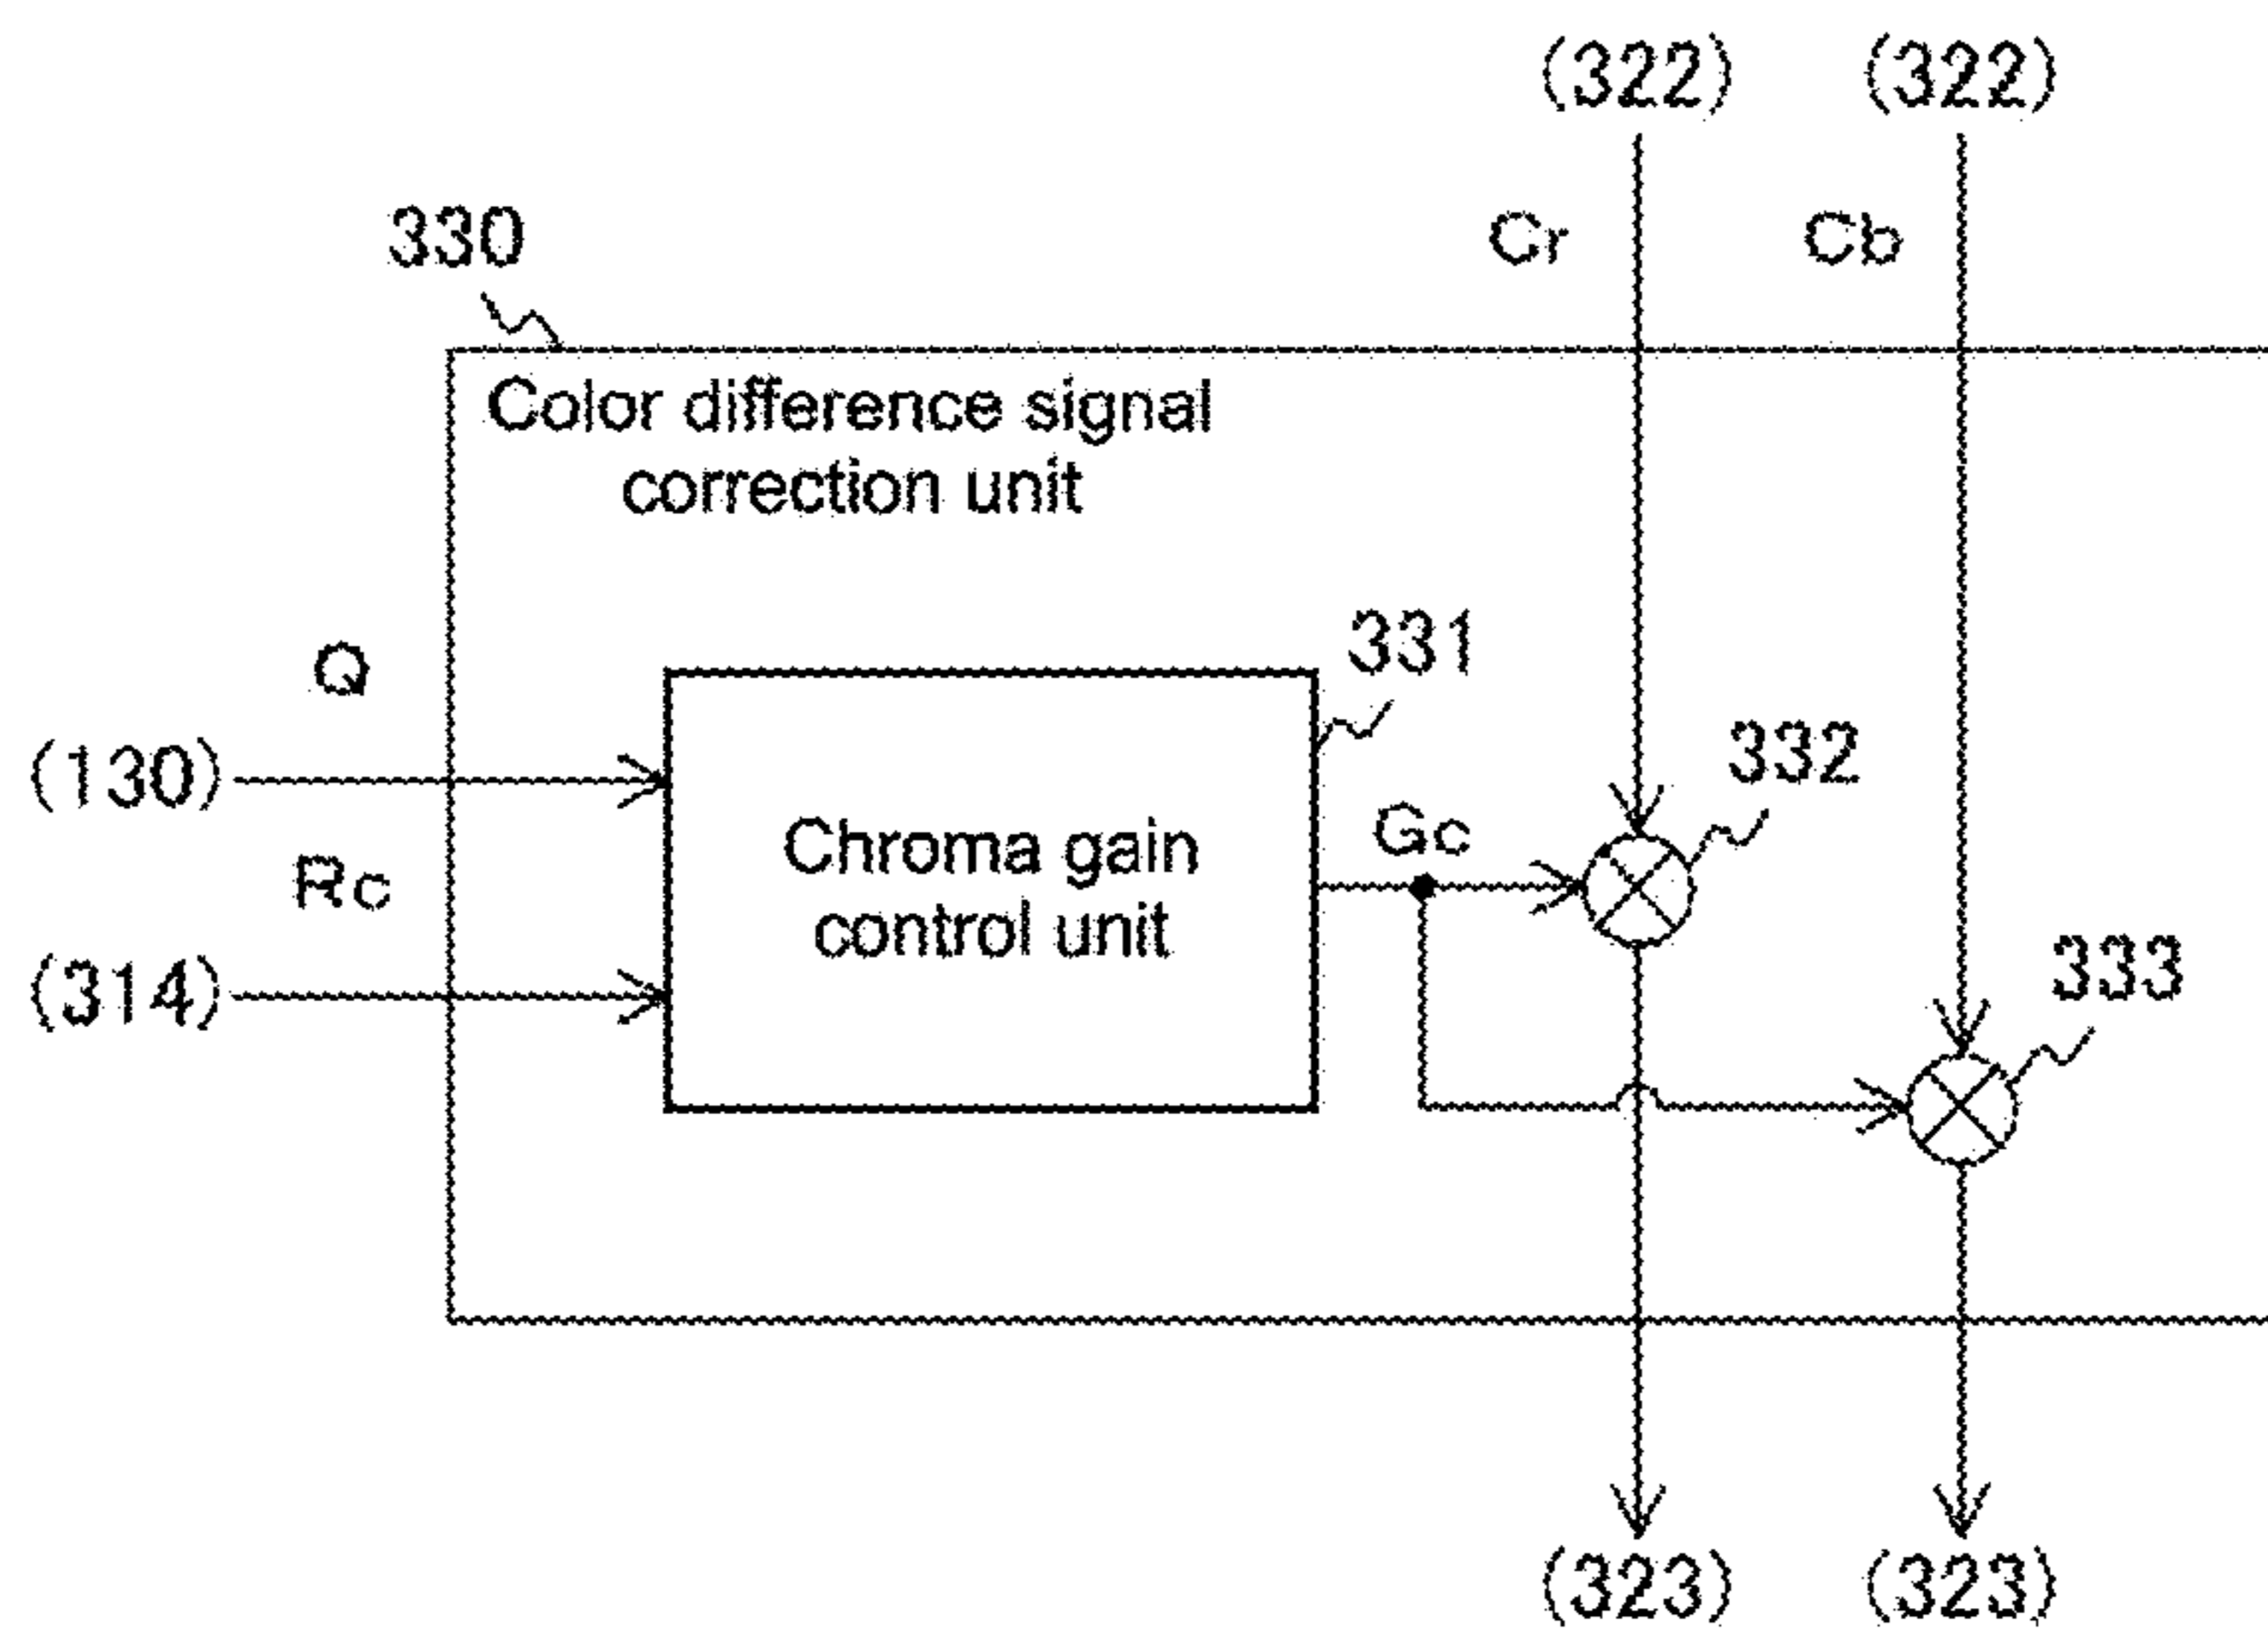 (322) (322)
Cr Cb
330
Color difference signal
correction unit
331
Q
332
(130)
Chroma gain
control unit
Gc
Rc
333
(314)
(323) (323)